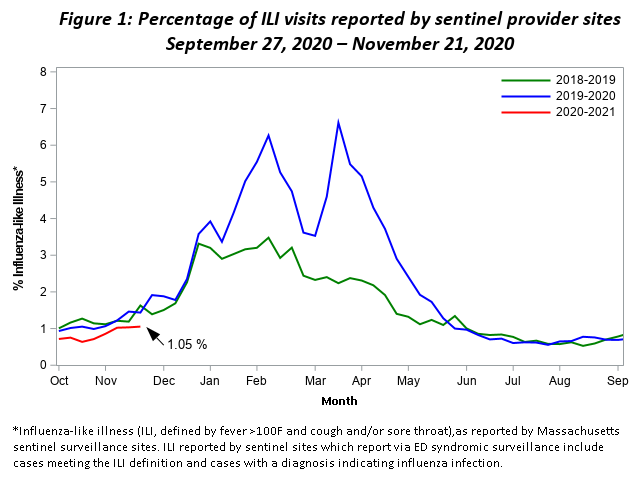 Figure 1: Percentage of ILI visits reported by sentinel provider sites
September 27, 2020 – November 21, 2020
8
7
6
5
4
3
2
1
0
% Influenza-like Illness*
2018-2019
2019-2020
2020-2021
1.05 %
Oct Nov Dec Jan Feb Mar Apr May Jun Jul Aug Sep
Month
*Influenza-like illness (ILI, defined by fever >100F and cough and/or sore throat),as reported by Massachusetts
sentinel surveillance sites. ILI reported by sentinel sites which report via ED syndromic surveillance include
cases meeting the ILI definition and cases with a diagnosis indicating influenza infection.